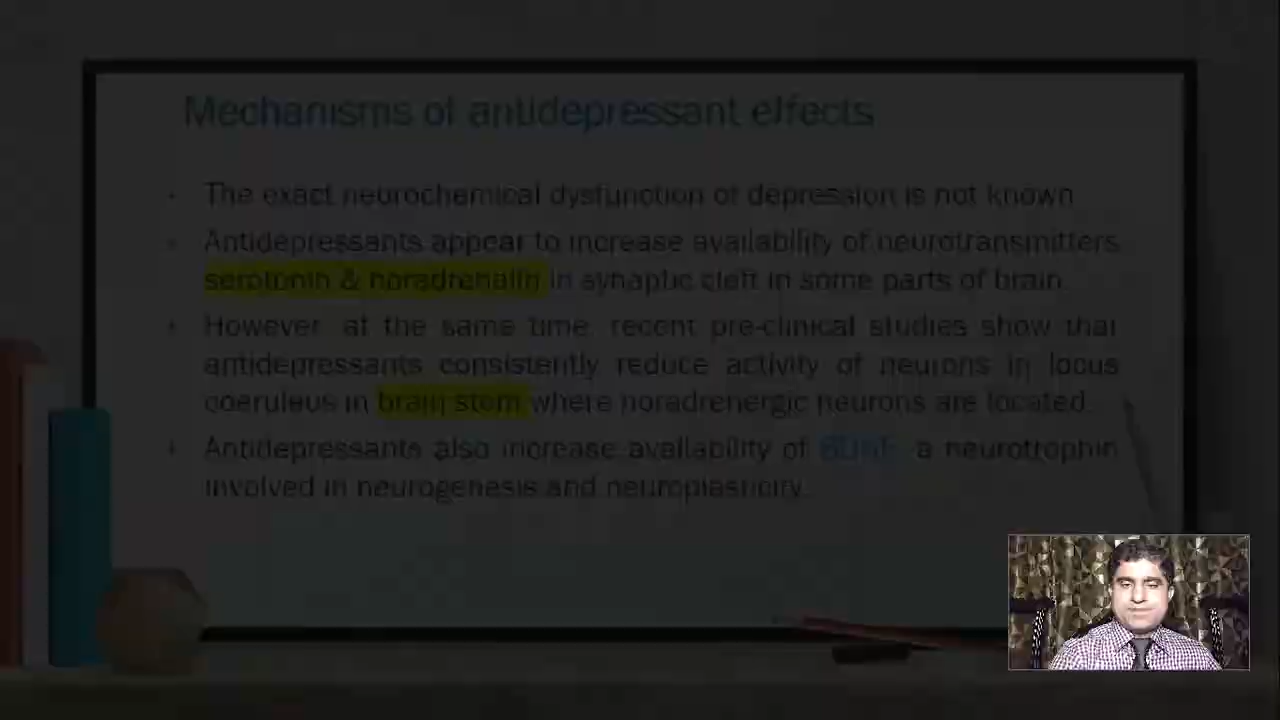 Mechanisms of antidepressant effects
• The exact neurochemical dysfunction of depression is not known
• Antidepressants appear to increase availability of neurotransmitters
serotonin & noradrenalin in synaptic cleft in some parts of brain.
• However, at the same time, recent pre-clinical studies show that
antidepressants consistently reduce activity of neurons in locus
coeruleus in brain stem where noradrenergic neurons are located.
• Antidepressants also increase availability of BDNF, a neurotrophin
involved in neurogenesis and neuroplasticity.